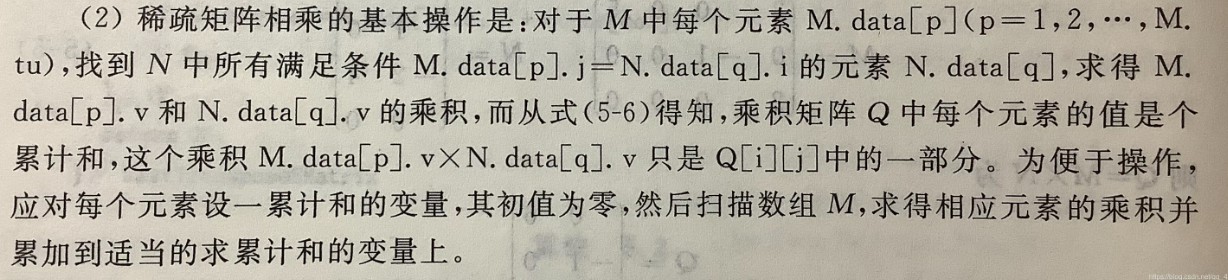 (2) 稀疏矩阵相乘的基本操作是:对于 M 中每个元素 M. data[p](p=1,2,…,M.
tu),找到 N 中所有满足条件 M. data[p]. j=N. data[q]. i 的元素 N. data[q],求得 M.
data[p]. v 和 N. data[q]. v 的乘积,而从式(5-6)得知,乘积矩阵 Q 中每个元素的值是个
累计和,这个乘积 M. data[p]. v×N. data[q]. v 只是 Q[i][j]中的一部分。为便于操作,
应对每个元素设一累计和的变量,其初值为零,然后扫描数组 M,求得相应元素的乘积并
累加到适当的求累计和的变量上。